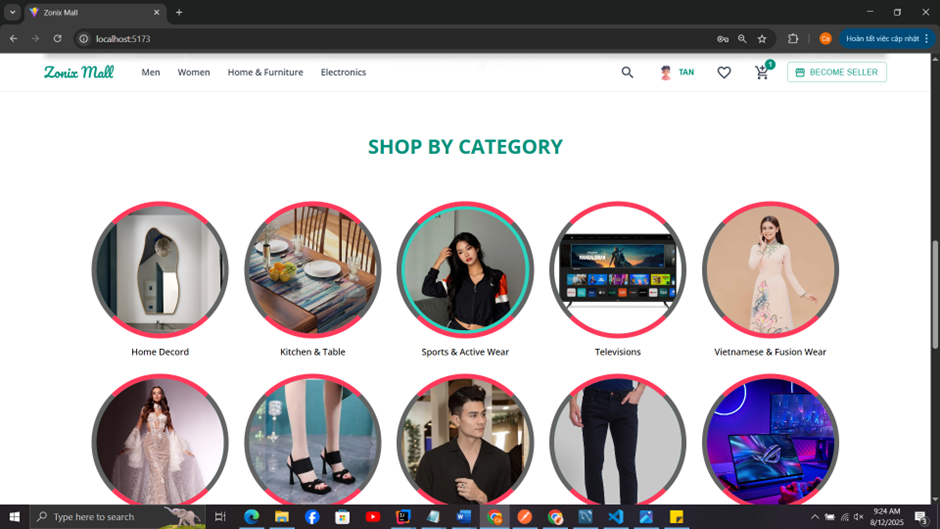 Zonix Mall
localhost:5173
Hoàn tất việc cập nhật
Zonix Mall
Men
Women
Home & Furniture
Electronics
TAN
1
BECOME SELLER
SHOP BY CATEGORY
Home Decord
Kitchen & Table
Sports & Active Wear
Televisions
Vietnamese & Fusion Wear
Type here to search
9:24 AM
8/12/2025